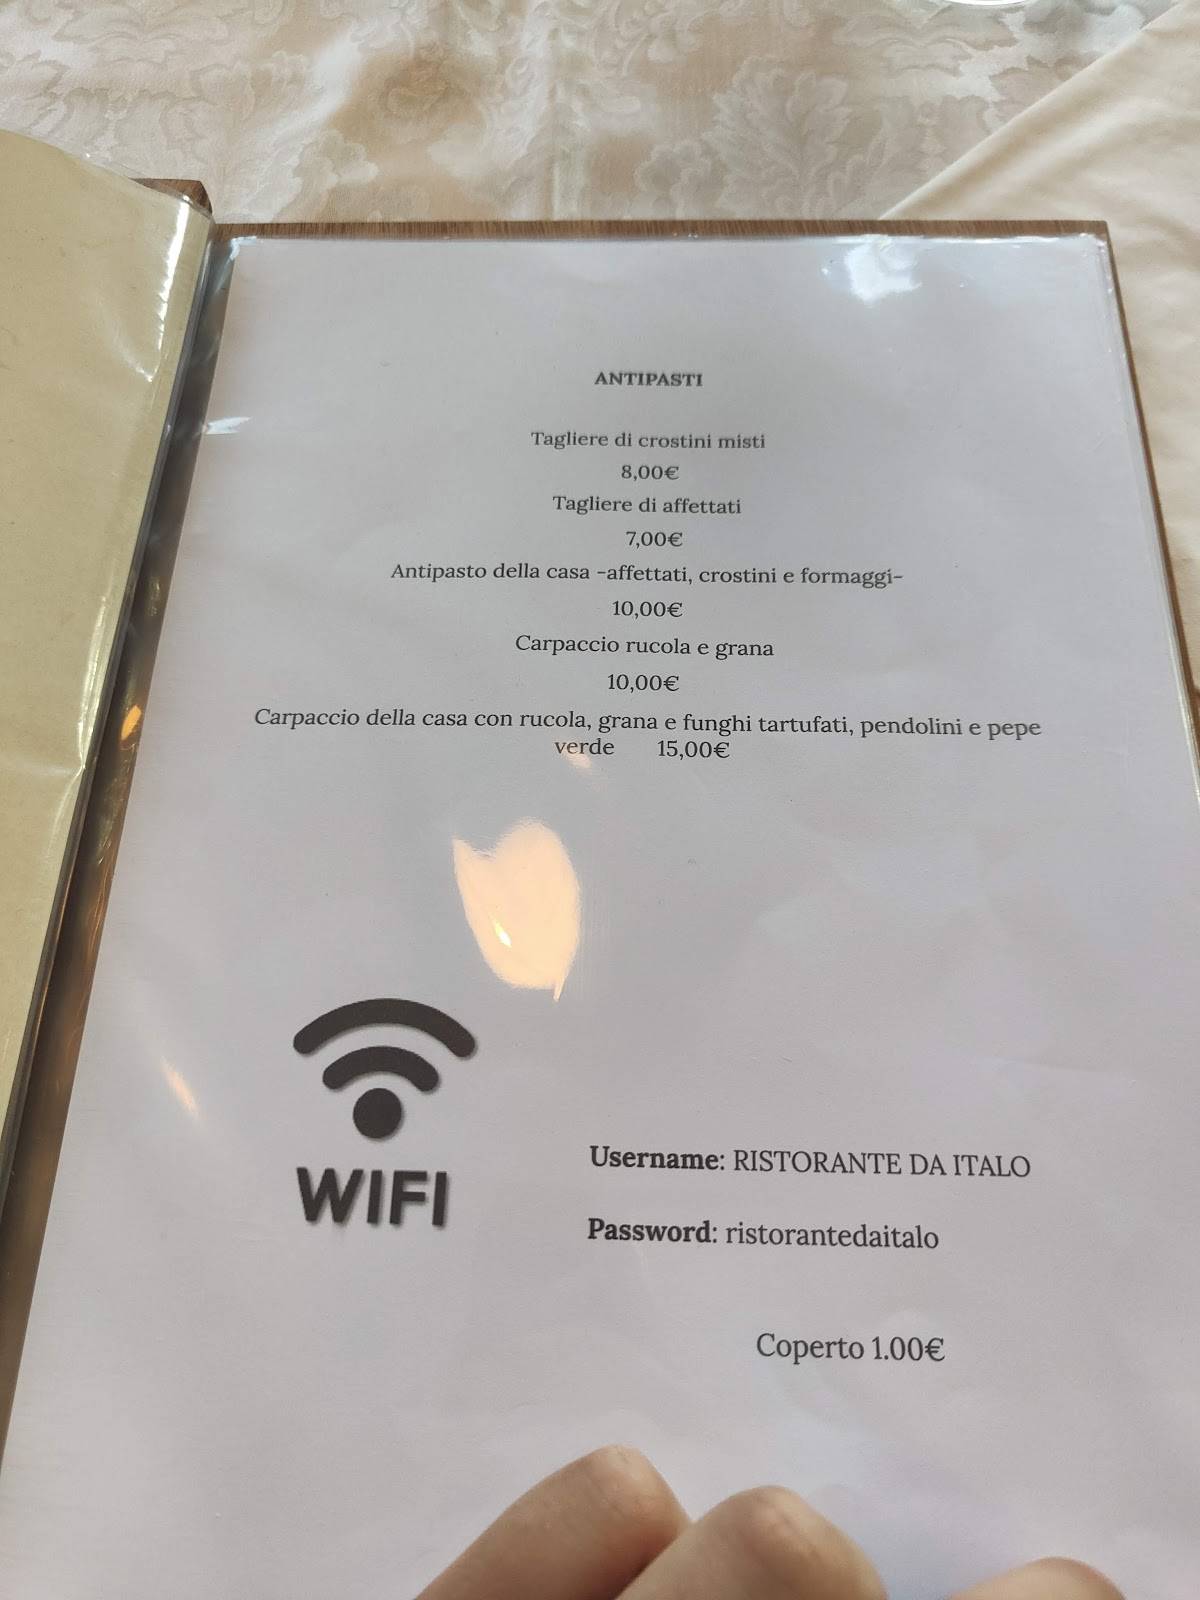 ANTIPASTI
Tagliere di crostini misti
8,00€
Tagliere di affettati
7,00€
Antipasto della casa -affettati, crostini e formaggi-
10,00€
Carpaccio rucola e grana
10,00€
Carpaccio della casa con rucola, grana e funghi tartufati, pendolini e pepe
verde 15,00€
WIFI
Username: RISTORANTE DA ITALO
Password: ristorantedaitalo
Coperto 1.00€